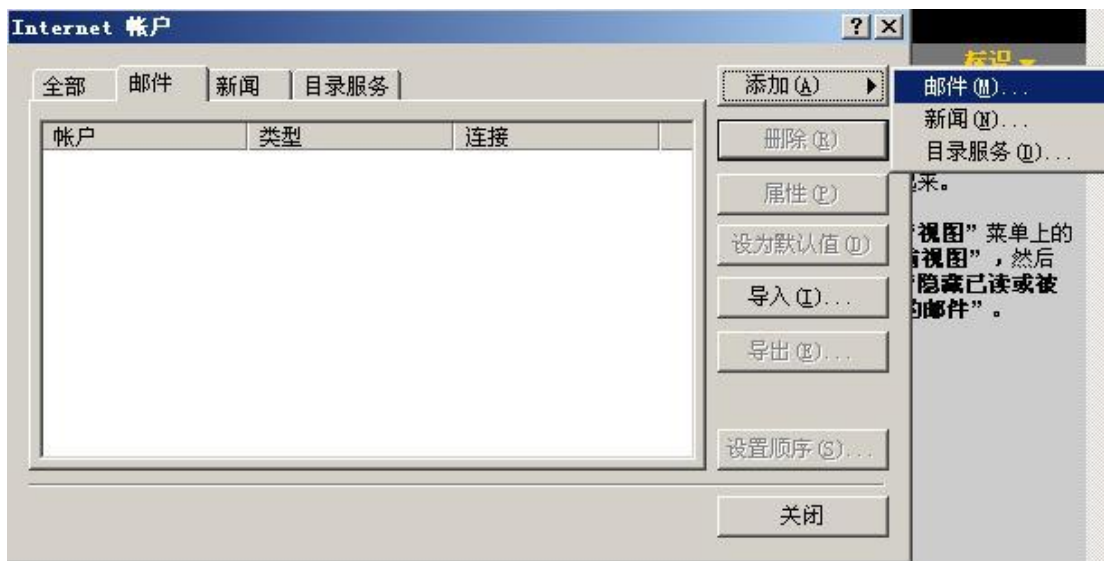 Internet 帐户
标识
全部 邮件 新闻 目录服务
帐户 类型 连接
添加(A)
删除(R)
属性(P)
设为默认值(D)
导入(I)...
导出(E)...
设置顺序(S)...
关闭
邮件(M)...
新闻(N)...
目录服务(D)...
来。
“视图”菜单上的
视图”,然后
“隐藏已读或被
的邮件”。